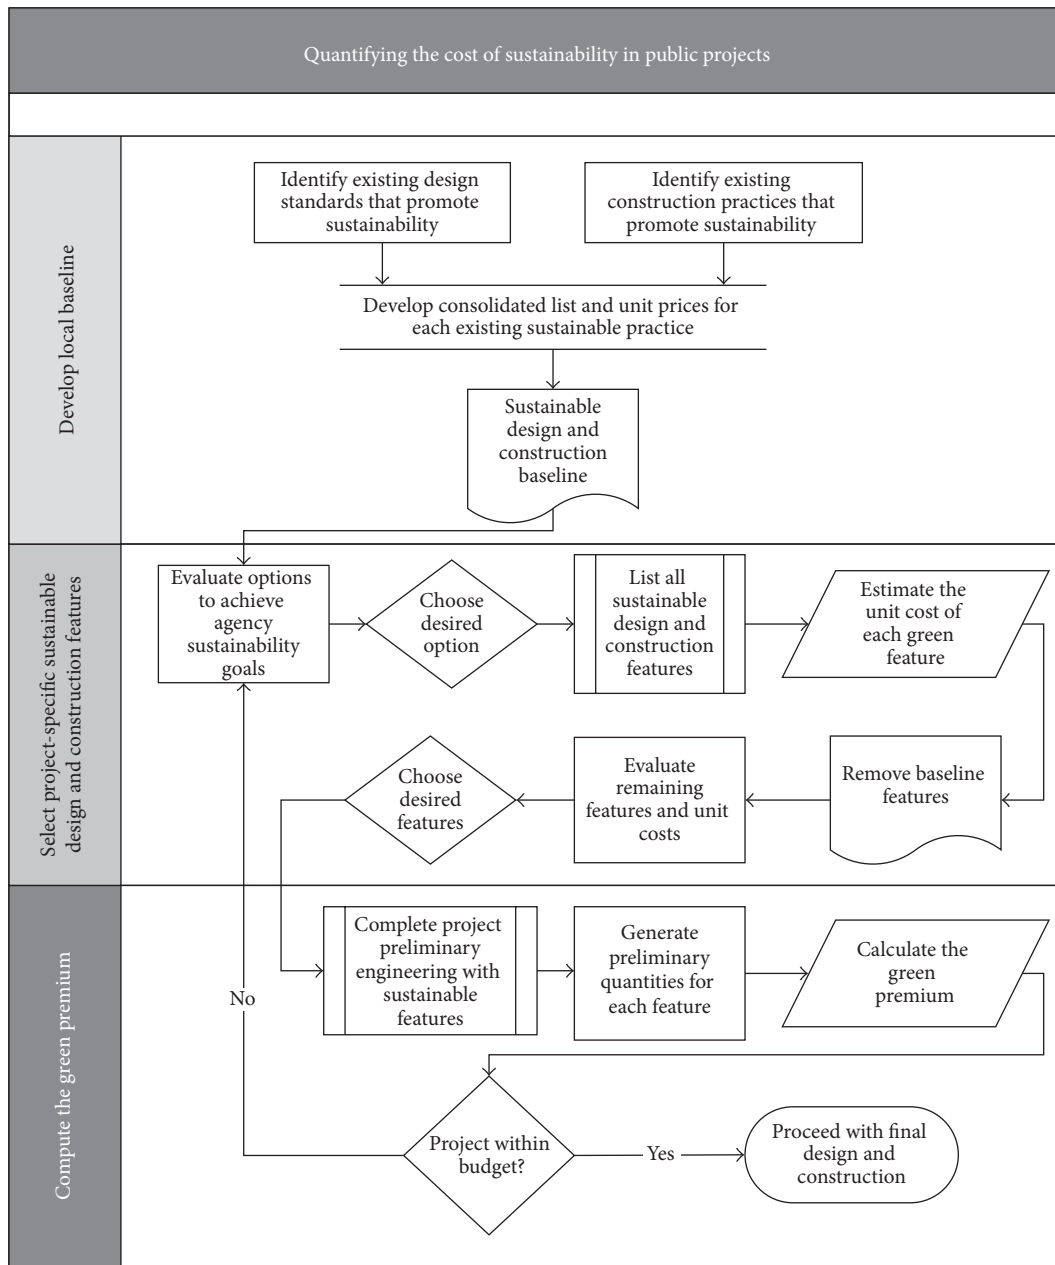 Quantifying the cost of sustainability in public projects
Develop local baseline
Identify existing design
standards that promote
sustainability
Identify existing
construction practices that
promote sustainability
Develop consolidated list and unit prices for
each existing sustainable practice
Sustainable
design and
construction
baseline
Select project-specific sustainable
design and construction features
Evaluate options
to achieve
agency
sustainability
goals
Choose
desired
option
List all
sustainable
design and
construction
features
Estimate the
unit cost of
each green
feature
Remove baseline
features
Evaluate
remaining
features and unit
costs
Choose
desired
features
Compute the green premium
Complete project
preliminary
engineering with
sustainable
features
Generate
preliminary
quantities for
each feature
Calculate the
green
premium
No
Project within
budget?
Yes
Proceed with final
design and
construction